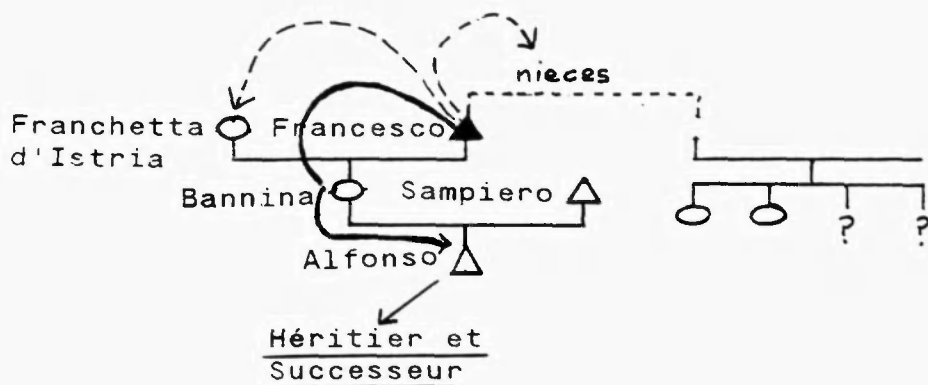 nieces
Franchetta
d'Istria
Francesco
Bannina
Sampiero
? ?
Alfonso
Héritier et
Successeur